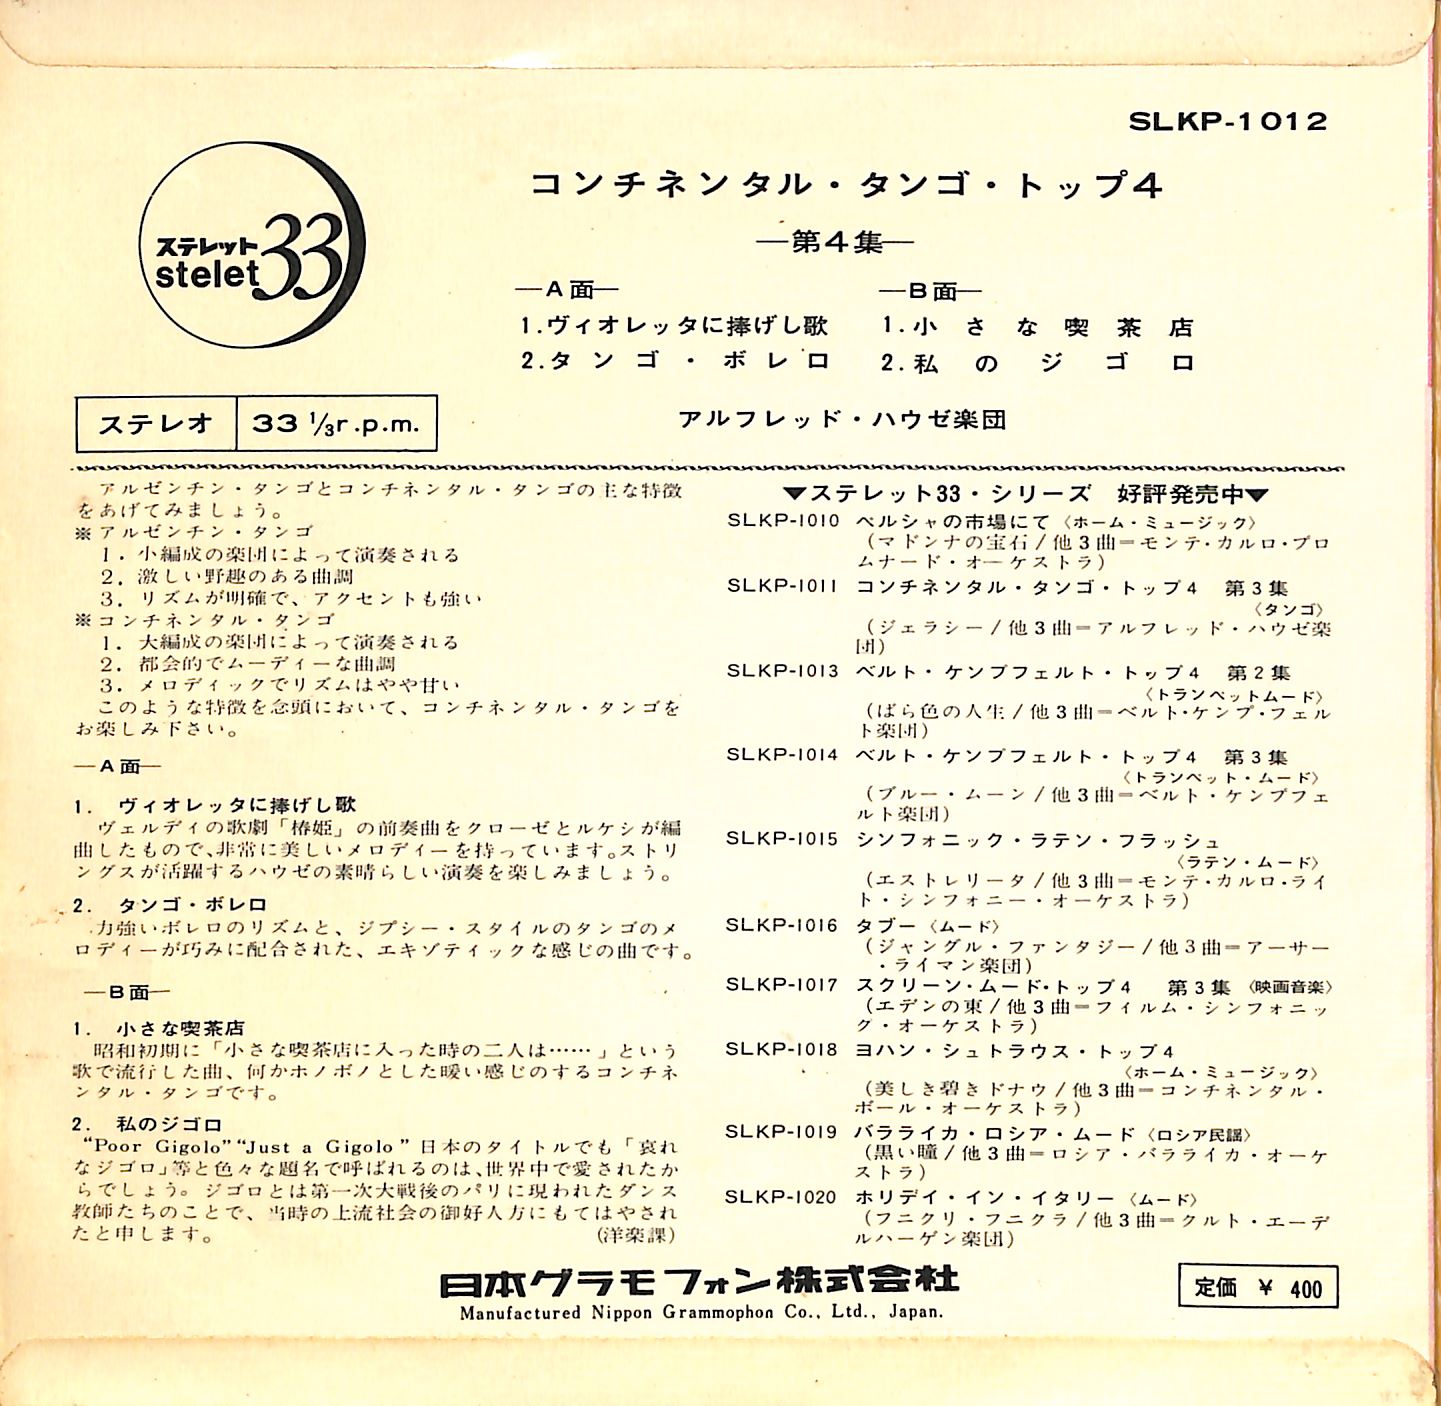 SLKP-1012
コンチネンタル・タンゴ・トップ4
—第4集—
ステレット
stelet 33
—A面—
1.ヴィオレッタに捧げし歌
2.タンゴ・ボレロ
—B面—
1.小さな喫茶店
2.私のジゴロ
ステレオ 33 1/3r.p.m.
アルフレッド・ハウゼ楽団
アルゼンチン・タンゴとコンチネンタル・タンゴの主な特徴
をあげてみましょう。
※アルゼンチン・タンゴ
1. 小編成の楽団によって演奏される
2. 激しい野趣のある曲調
3. リズムが明確で、アクセントも強い
※コンチネンタル・タンゴ
1. 大編成の楽団によって演奏される
2. 都会的でムーディーな曲調
3. メロディックでリズムはやや甘い
このような特徴を念頭において、コンチネンタル・タンゴを
お楽しみ下さい。
—A面—
1. ヴィオレッタに捧げし歌
ヴェルディの歌劇「椿姫」の前奏曲をクローゼとルケシが編
曲したもので、非常に美しいメロディーを持っています。ストリ
ングスが活躍するハウゼの素晴らしい演奏を楽しみましょう。
2. タンゴ・ボレロ
力強いボレロのリズムと、ジプシー・スタイルのタンゴのメ
ロディーが巧みに配合された、エキゾティックな感じの曲です。
—B面—
1. 小さな喫茶店
昭和初期に「小さな喫茶店に入った時の二人は……」という
歌で流行した曲、何かホノボノとした暖い感じのするコンチネ
ンタル・タンゴです。
2. 私のジゴロ
“Poor Gigolo” “Just a Gigolo” 日本のタイトルでも「哀れ
なジゴロ」等と色々な題名で呼ばれるのは、世界中で愛されたか
らでしょう。ジゴロとは第一次大戦後のパリに現われたダンス
教師たちのことで、当時の上流社会の御好人方にもてはやされ
たと申します。 (洋楽課)
▼ステレット33・シリーズ 好評発売中▼
SLKP-1010 ペルシャの市場にて〈ホーム・ミュージック〉
(マドンナの宝石/他3曲=モンテ・カルロ・プロ
ムナード・オーケストラ)
SLKP-1011 コンチネンタル・タンゴ・トップ4 第3集
〈タンゴ〉
(ジェラシー/他3曲=アルフレッド・ハウゼ楽
団)
SLKP-1013 ベルト・ケンプフェルト・トップ4 第2集
〈トランペットムード〉
(ばら色の人生/他3曲=ベルト・ケンプ・フェル
ト楽団)
SLKP-1014 ベルト・ケンプフェルト・トップ4 第3集
〈トランペット・ムード〉
(ブルー・ムーン/他3曲=ベルト・ケンプフェ
ルト楽団)
SLKP-1015 シンフォニック・ラテン・フラッシュ
〈ラテン・ムード〉
(エストレリータ/他3曲=モンテ・カルロ・ライ
ト・シンフォニー・オーケストラ)
SLKP-1016 タブー〈ムード〉
(ジャングル・ファンタジー/他3曲=アーサー
・ライマン楽団)
SLKP-1017 スクリーン・ムード・トップ4 第3集〈映画音楽〉
(エデンの東/他3曲=フィルム・シンフォニッ
ク・オーケストラ)
SLKP-1018 ヨハン・シュトラウス・トップ4
〈ホーム・ミュージック〉
(美しき碧きドナウ/他3曲=コンチネンタル・
ボール・オーケストラ)
SLKP-1019 バラライカ・ロシア・ムード〈ロシア民謡〉
(黒い瞳/他3曲=ロシア・バラライカ・オーケ
ストラ)
SLKP-1020 ホリデイ・イン・イタリー〈ムード〉
(フニクリ・フニクラ/他3曲=クルト・エーデ
ルハーゲン楽団)
日本グラモフォン株式会社
Manufactured Nippon Grammophon Co., Ltd., Japan.
定価 ¥ 400